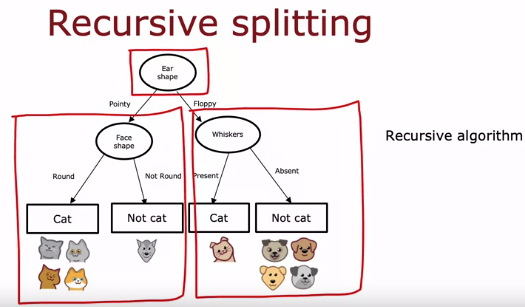 Recursive splitting
Ear
shape
Pointy
Floppy
Face
shape
Whiskers
Recursive algorithm
Round
Not Round
Present
Absent
Cat
Not cat
Cat
Not cat